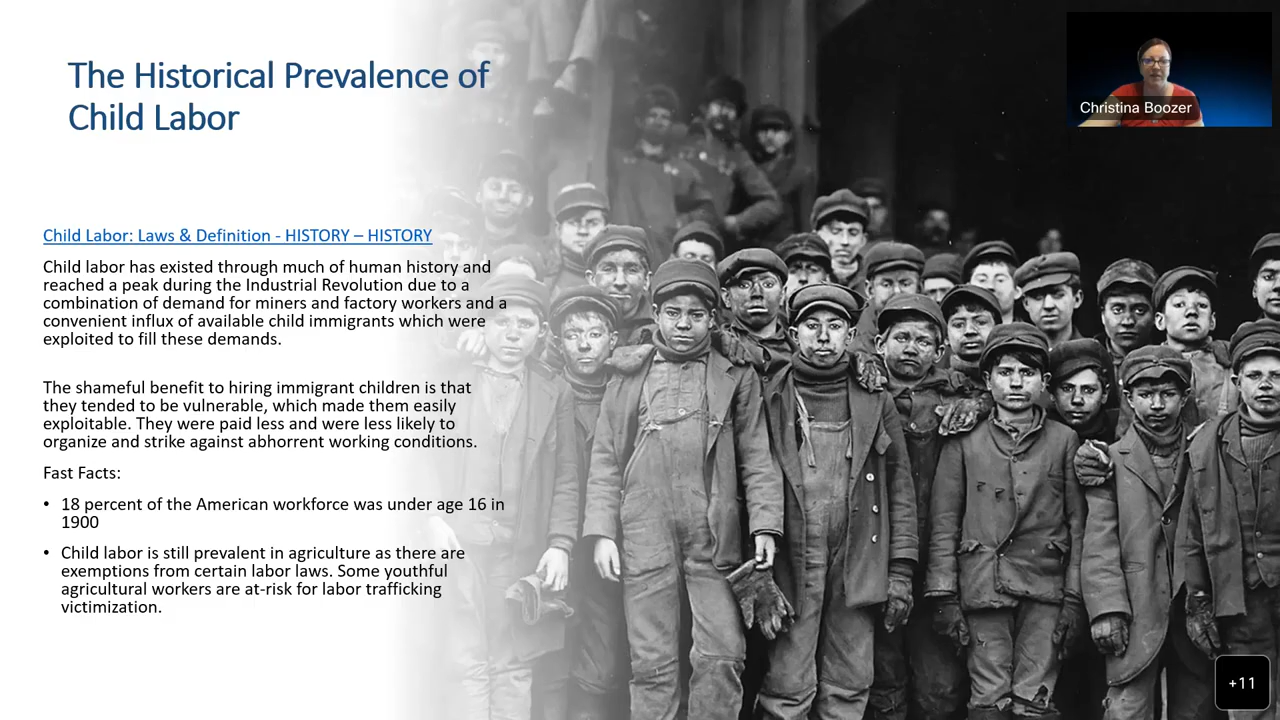 The Historical Prevalence of
Child Labor
Christina Boozer
Child Labor: Laws & Definition - HISTORY – HISTORY
Child labor has existed through much of human history and
reached a peak during the Industrial Revolution due to a
combination of demand for miners and factory workers and a
convenient influx of available child immigrants which were
exploited to fill these demands.
The shameful benefit to hiring immigrant children is that
they tended to be vulnerable, which made them easily
exploitable. They were paid less and were less likely to
organize and strike against abhorrent working conditions.
Fast Facts:
• 18 percent of the American workforce was under age 16 in
1900
• Child labor is still prevalent in agriculture as there are
exemptions from certain labor laws. Some youthful
agricultural workers are at-risk for labor trafficking
victimization.
+11